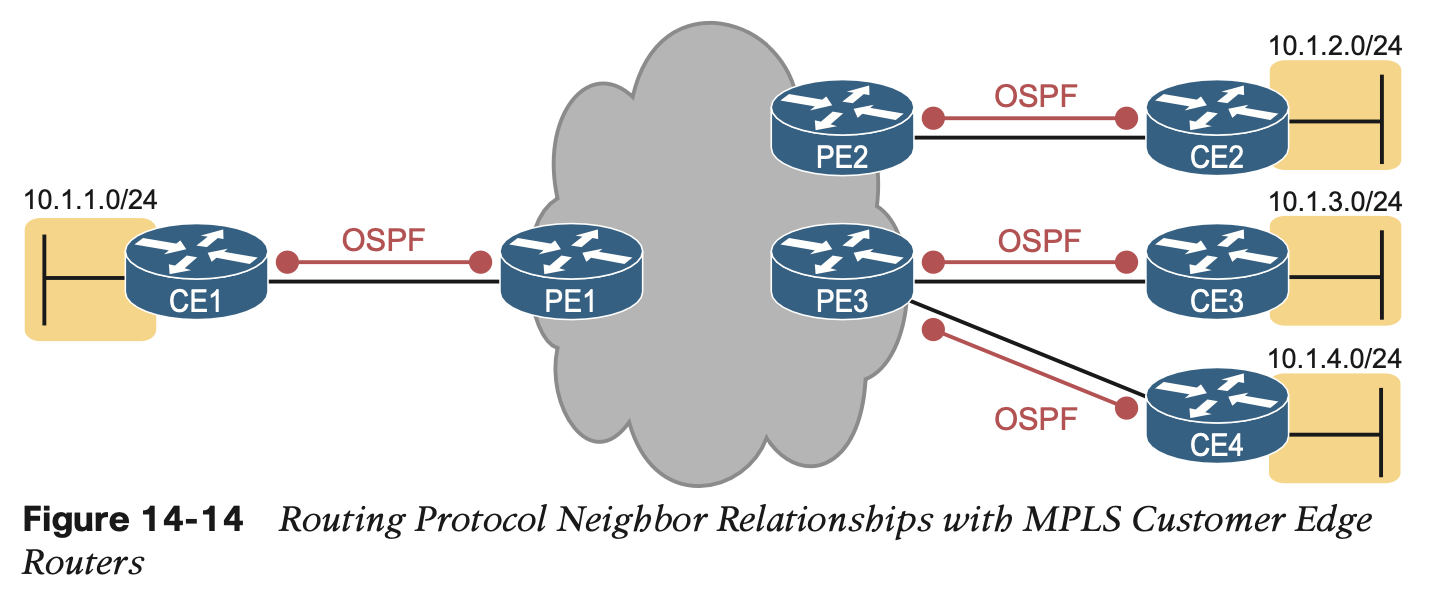 10.1.2.0/24
OSPF
PE2
CE2
10.1.1.0/24
10.1.3.0/24
OSPF
OSPF
CE1
PE1
PE3
CE3
10.1.4.0/24
OSPF
CE4
Figure 14-14 Routing Protocol Neighbor Relationships with MPLS Customer Edge
Routers